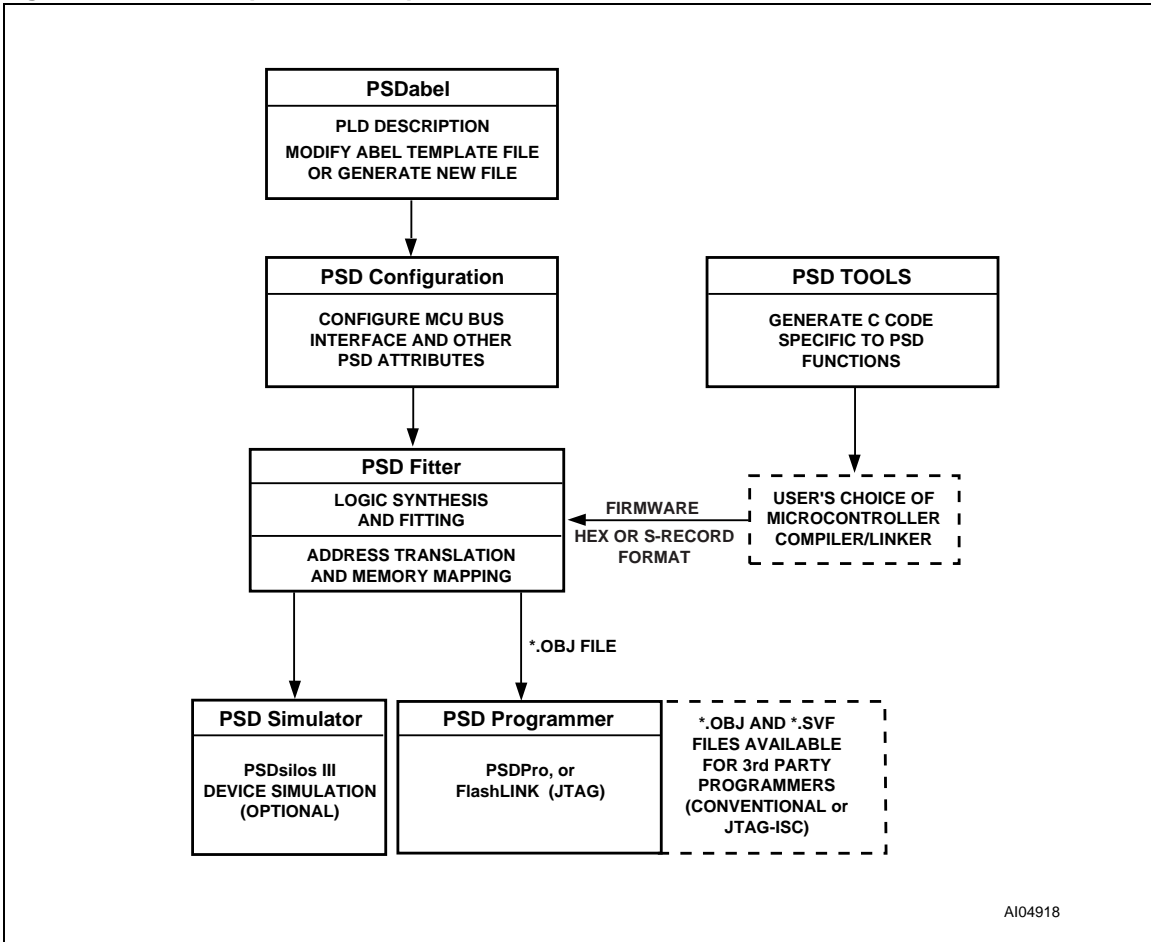 PSDabel
PLD DESCRIPTION
MODIFY ABEL TEMPLATE FILE
OR GENERATE NEW FILE
PSD Configuration
CONFIGURE MCU BUS
INTERFACE AND OTHER
PSD ATTRIBUTES
PSD TOOLS
GENERATE C CODE
SPECIFIC TO PSD
FUNCTIONS
PSD Fitter
LOGIC SYNTHESIS
AND FITTING
ADDRESS TRANSLATION
AND MEMORY MAPPING
FIRMWARE
HEX OR S-RECORD
FORMAT
USER'S CHOICE OF
MICROCONTROLLER
COMPILER/LINKER
*.OBJ FILE
PSD Simulator
PSDsilos III
DEVICE SIMULATION
(OPTIONAL)
PSD Programmer
PSDPro, or
FlashLINK (JTAG)
*.OBJ AND *.SVF
FILES AVAILABLE
FOR 3rd PARTY
PROGRAMMERS
(CONVENTIONAL or
JTAG-ISC)
AI04918